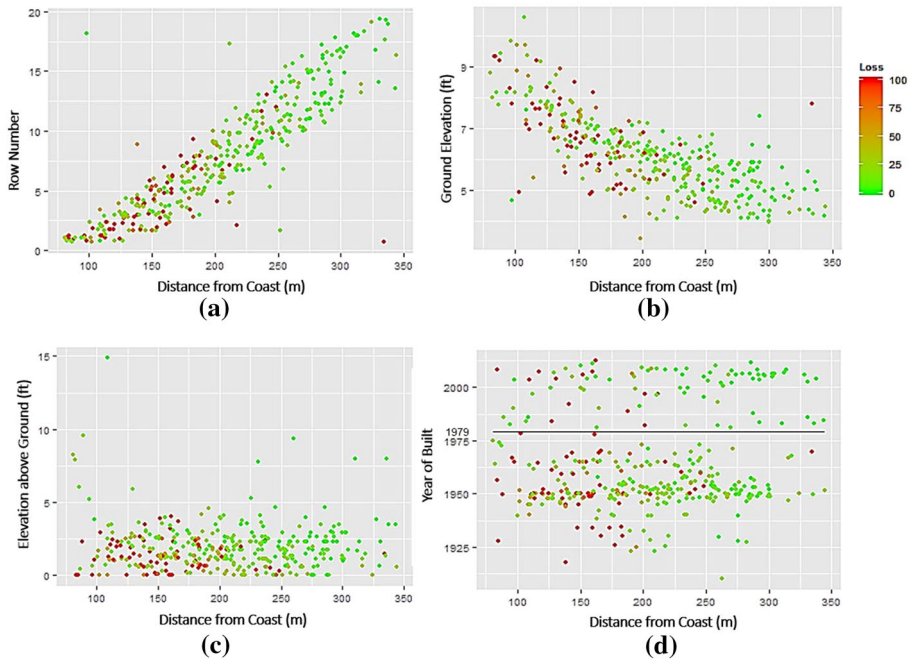 20
15
10
5
0
Row Number
100 150 200 250 300 350
Distance from Coast (m)
(a)
9
7
5
Ground Elevation (ft)
100 150 200 250 300 350
Distance from Coast (m)
(b)
Loss
100
75
50
25
0
15
10
5
0
Elevation above Ground (ft)
100 150 200 250 300 350
Distance from Coast (m)
(c)
2000
1979
1975
1950
1925
Year of Built
100 150 200 250 300 350
Distance from Coast (m)
(d)